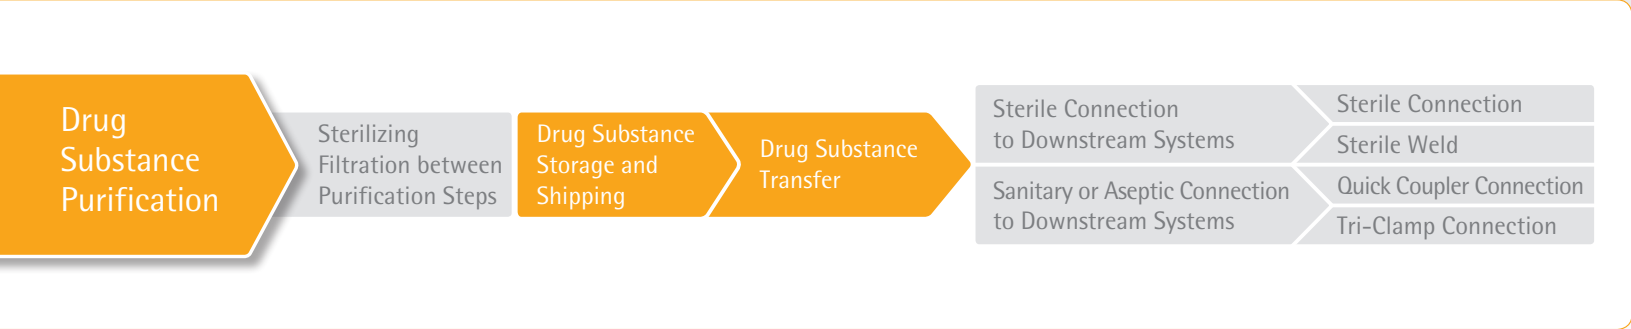 Drug
Substance
Purification
Sterilizing
Filtration between
Purification Steps
Drug Substance
Storage and
Shipping
Drug Substance
Transfer
Sterile Connection
to Downstream Systems
Sanitary or Aseptic Connection
to Downstream Systems
Sterile Connection
Sterile Weld
Quick Coupler Connection
Tri-Clamp Connection